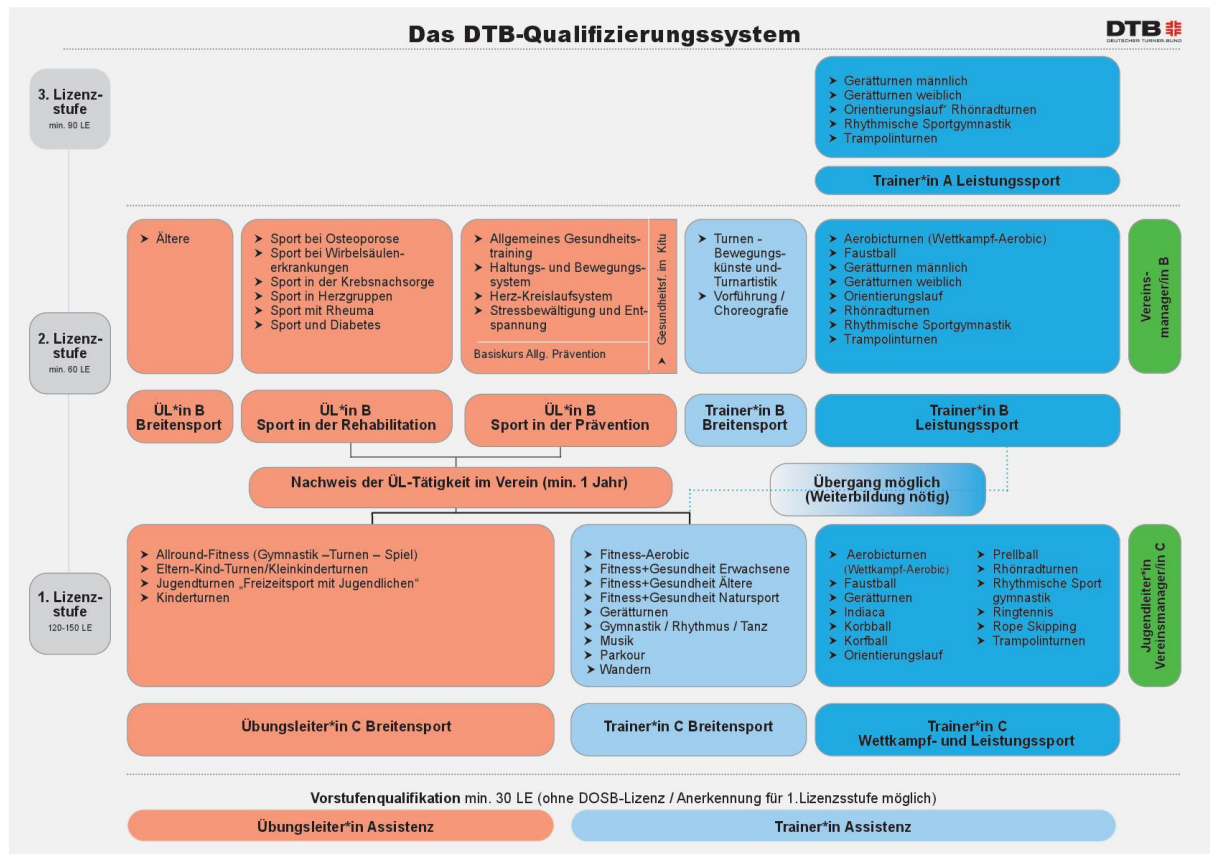 Das DTB-Qualifizierungssystem
DTB
DEUTSCHER TURNER-BUND
3. Lizenz-
stufe
min. 90 LE
➤ Gerätturnen männlich
➤ Gerätturnen weiblich
➤ Orientierungslauf" Rhönradturnen
➤ Rhythmische Sportgymnastik
➤ Trampolinturnen
Trainer*in A Leistungssport
2. Lizenz-
stufe
min. 60 LE
➤ Ältere
➤ Sport bei Osteoporose
➤ Sport bei Wirbelsäulen-
erkrankungen
➤ Sport in der Krebsnachsorge
➤ Sport in Herzgruppen
➤ Sport mit Rheuma
➤ Sport und Diabetes
➤ Allgemeines Gesundheits-
training
➤ Haltungs- und Bewegungs-
system
➤ Herz-Kreislaufsystem
➤ Stressbewältigung und Ent-
spannung
Basiskurs Allg. Prävention
➤ Gesundheitsf. im Kitu
➤ Turnen -
Bewegungs-
künste und-
Turnartistik
➤ Vorführung /
Choreografie
➤ Aerobicturnen (Wettkampf-Aerobic)
➤ Faustball
➤ Gerätturnen männlich
➤ Gerätturnen weiblich
➤ Orientierungslauf
➤ Rhönradturnen
➤ Rhythmische Sportgymnastik
➤ Trampolinturnen
Vereins-
manager/in B
ÜL*in B
Breitensport
ÜL*in B
Sport in der Rehabilitation
ÜL*in B
Sport in der Prävention
Trainer*in B
Breitensport
Trainer*in B
Leistungssport
Nachweis der ÜL-Tätigkeit im Verein (min. 1 Jahr)
Übergang möglich
(Weiterbildung nötig)
1. Lizenz-
stufe
120-150 LE
➤ Allround-Fitness (Gymnastik –Turnen – Spiel)
➤ Eltern-Kind-Turnen/Kleinkinderturnen
➤ Jugendturnen „Freizeitsport mit Jugendlichen“
➤ Kinderturnen
➤ Fitness-Aerobic
➤ Fitness+Gesundheit Erwachsene
➤ Fitness+Gesundheit Ältere
➤ Fitness+Gesundheit Natursport
➤ Gerätturnen
➤ Gymnastik / Rhythmus / Tanz
➤ Musik
➤ Parkour
➤ Wandern
➤ Aerobicturnen
(Wettkampf-Aerobic)
➤ Faustball
➤ Gerätturnen
➤ Indiaca
➤ Korbball
➤ Korfball
➤ Orientierungslauf
➤ Prellball
➤ Rhönradturnen
➤ Rhythmische Sport
gymnastik
➤ Ringtennis
➤ Rope Skipping
➤ Trampolinturnen
Jugendleiter*in
Vereinsmanager/in C
Übungsleiter*in C Breitensport
Trainer*in C Breitensport
Trainer*in C
Wettkampf- und Leistungssport
Vorstufenqualifikation min. 30 LE (ohne DOSB-Lizenz / Anerkennung für 1.Lizenzsstufe möglich)
Übungsleiter*in Assistenz
Trainer*in Assistenz